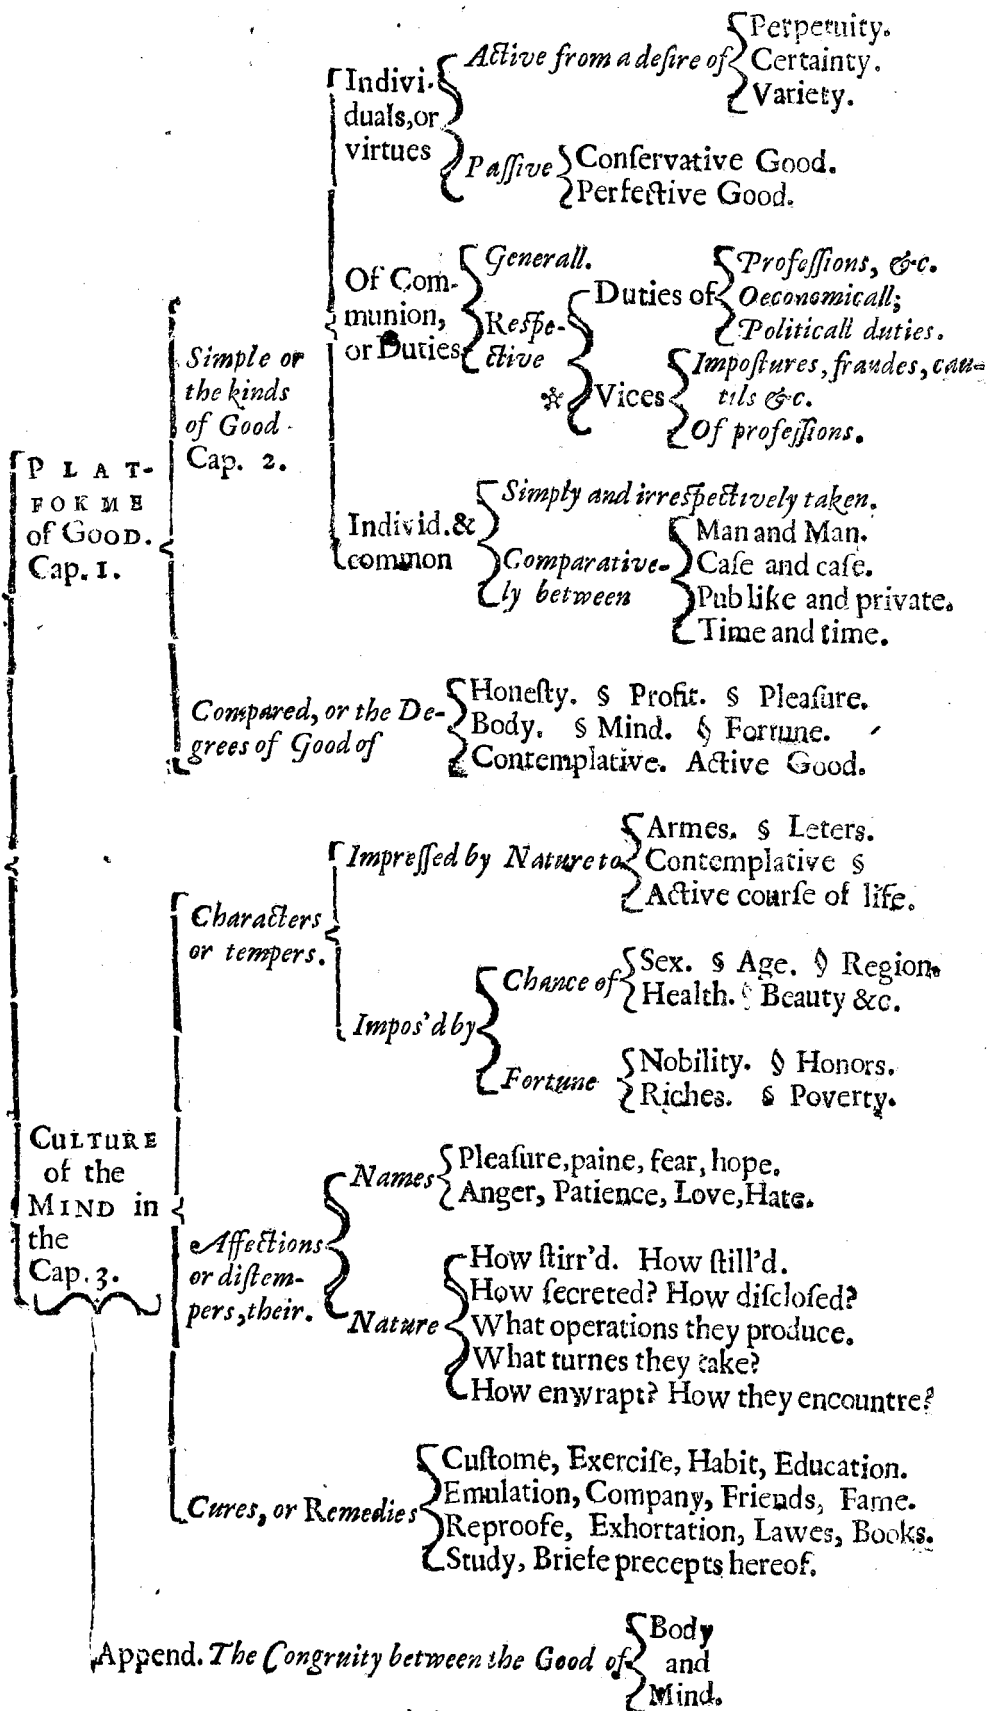 Perpetuity.
Active from a desire of Certainty.
Variety.
Indivi-
duals, or
virtues
Paſſive Conſervative Good.
Perfective Good.
Of Com-
munion,
or Duties
Generall.
Reſpe-
ctive
Duties of Profeſſions, &c.
Oeconomicall;
Politicall duties.
* Vices Impoſtures, fraudes, cau-
tils &c.
Of profeſſions.
Simple or
the kinds
of Good
Cap. 2.
PLAT-
FORME
of GOOD.
Cap. 1.
Individ. &
common
Simply and irreſpectively taken.
Comparative-
ly between
Man and Man.
Caſe and caſe.
Publike and private.
Time and time.
Compared, or the De-
grees of Good of
Honeſty. § Profit. § Pleaſure.
Body. § Mind. § Fortune.
Contemplative. Active Good.
Characters
or tempers.
Impreſſed by Nature to
Armes. § Leters.
Contemplative §
Active courſe of life.
Impos'd by
Chance of Sex. § Age. § Region.
Health. § Beauty &c.
Fortune Nobility. § Honors.
Riches. § Poverty.
CULTURE
of the
MIND in
the
Cap. 3.
Affections
or diſtem-
pers, their.
Names Pleaſure, paine, fear, hope.
Anger, Patience, Love, Hate.
Nature How ſtirr'd. How ſtill'd.
How ſecreted? How diſcloſed?
What operations they produce.
What turnes they take?
How enwrapt? How they encountre?
Cures, or Remedies
Cuſtome, Exerciſe, Habit, Education.
Emulation, Company, Friends, Fame.
Reproofe, Exhortation, Lawes, Books.
Study, Briefe precepts hereof.
Append. The Congruity between the Good of
Body
and
Mind.